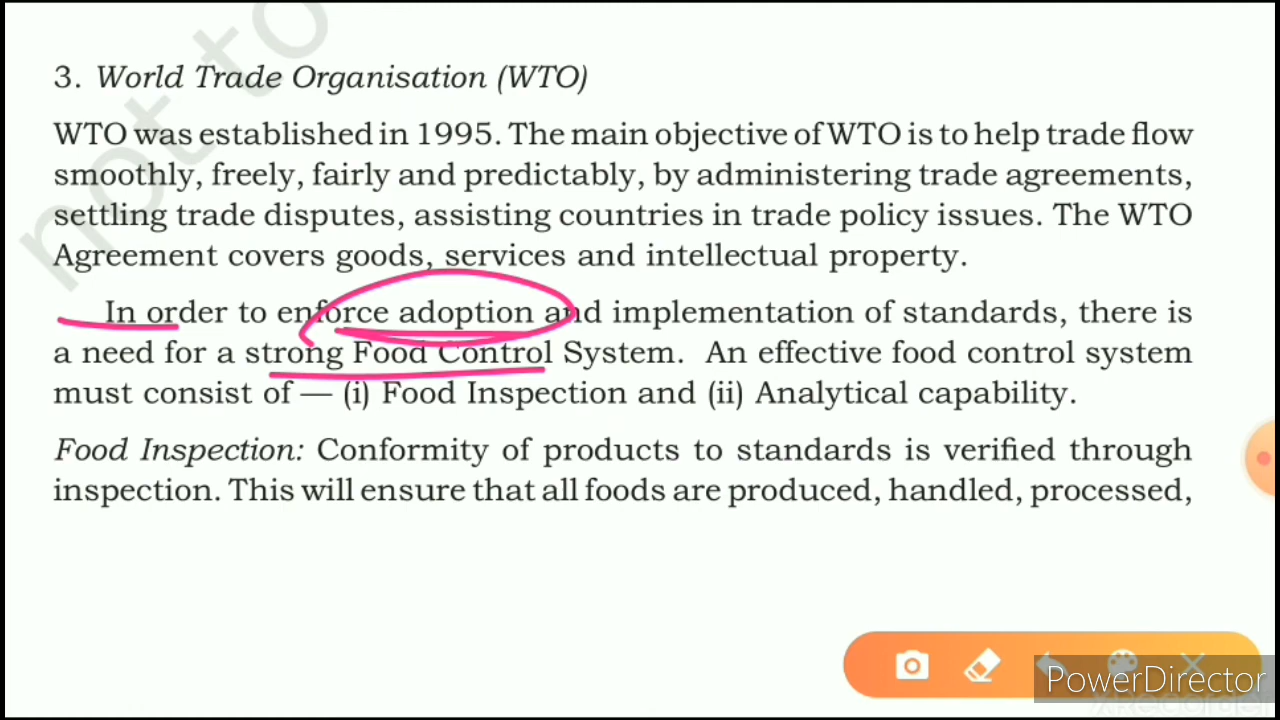 not to
3. World Trade Organisation (WTO)
WTO was established in 1995. The main objective of WTO is to help trade flow
smoothly, freely, fairly and predictably, by administering trade agreements,
settling trade disputes, assisting countries in trade policy issues. The WTO
Agreement covers goods, services and intellectual property.
In order to enforce adoption and implementation of standards, there is
a need for a strong Food Control System. An effective food control system
must consist of — (i) Food Inspection and (ii) Analytical capability.
Food Inspection: Conformity of products to standards is verified through
inspection. This will ensure that all foods are produced, handled, processed,
PowerDirector